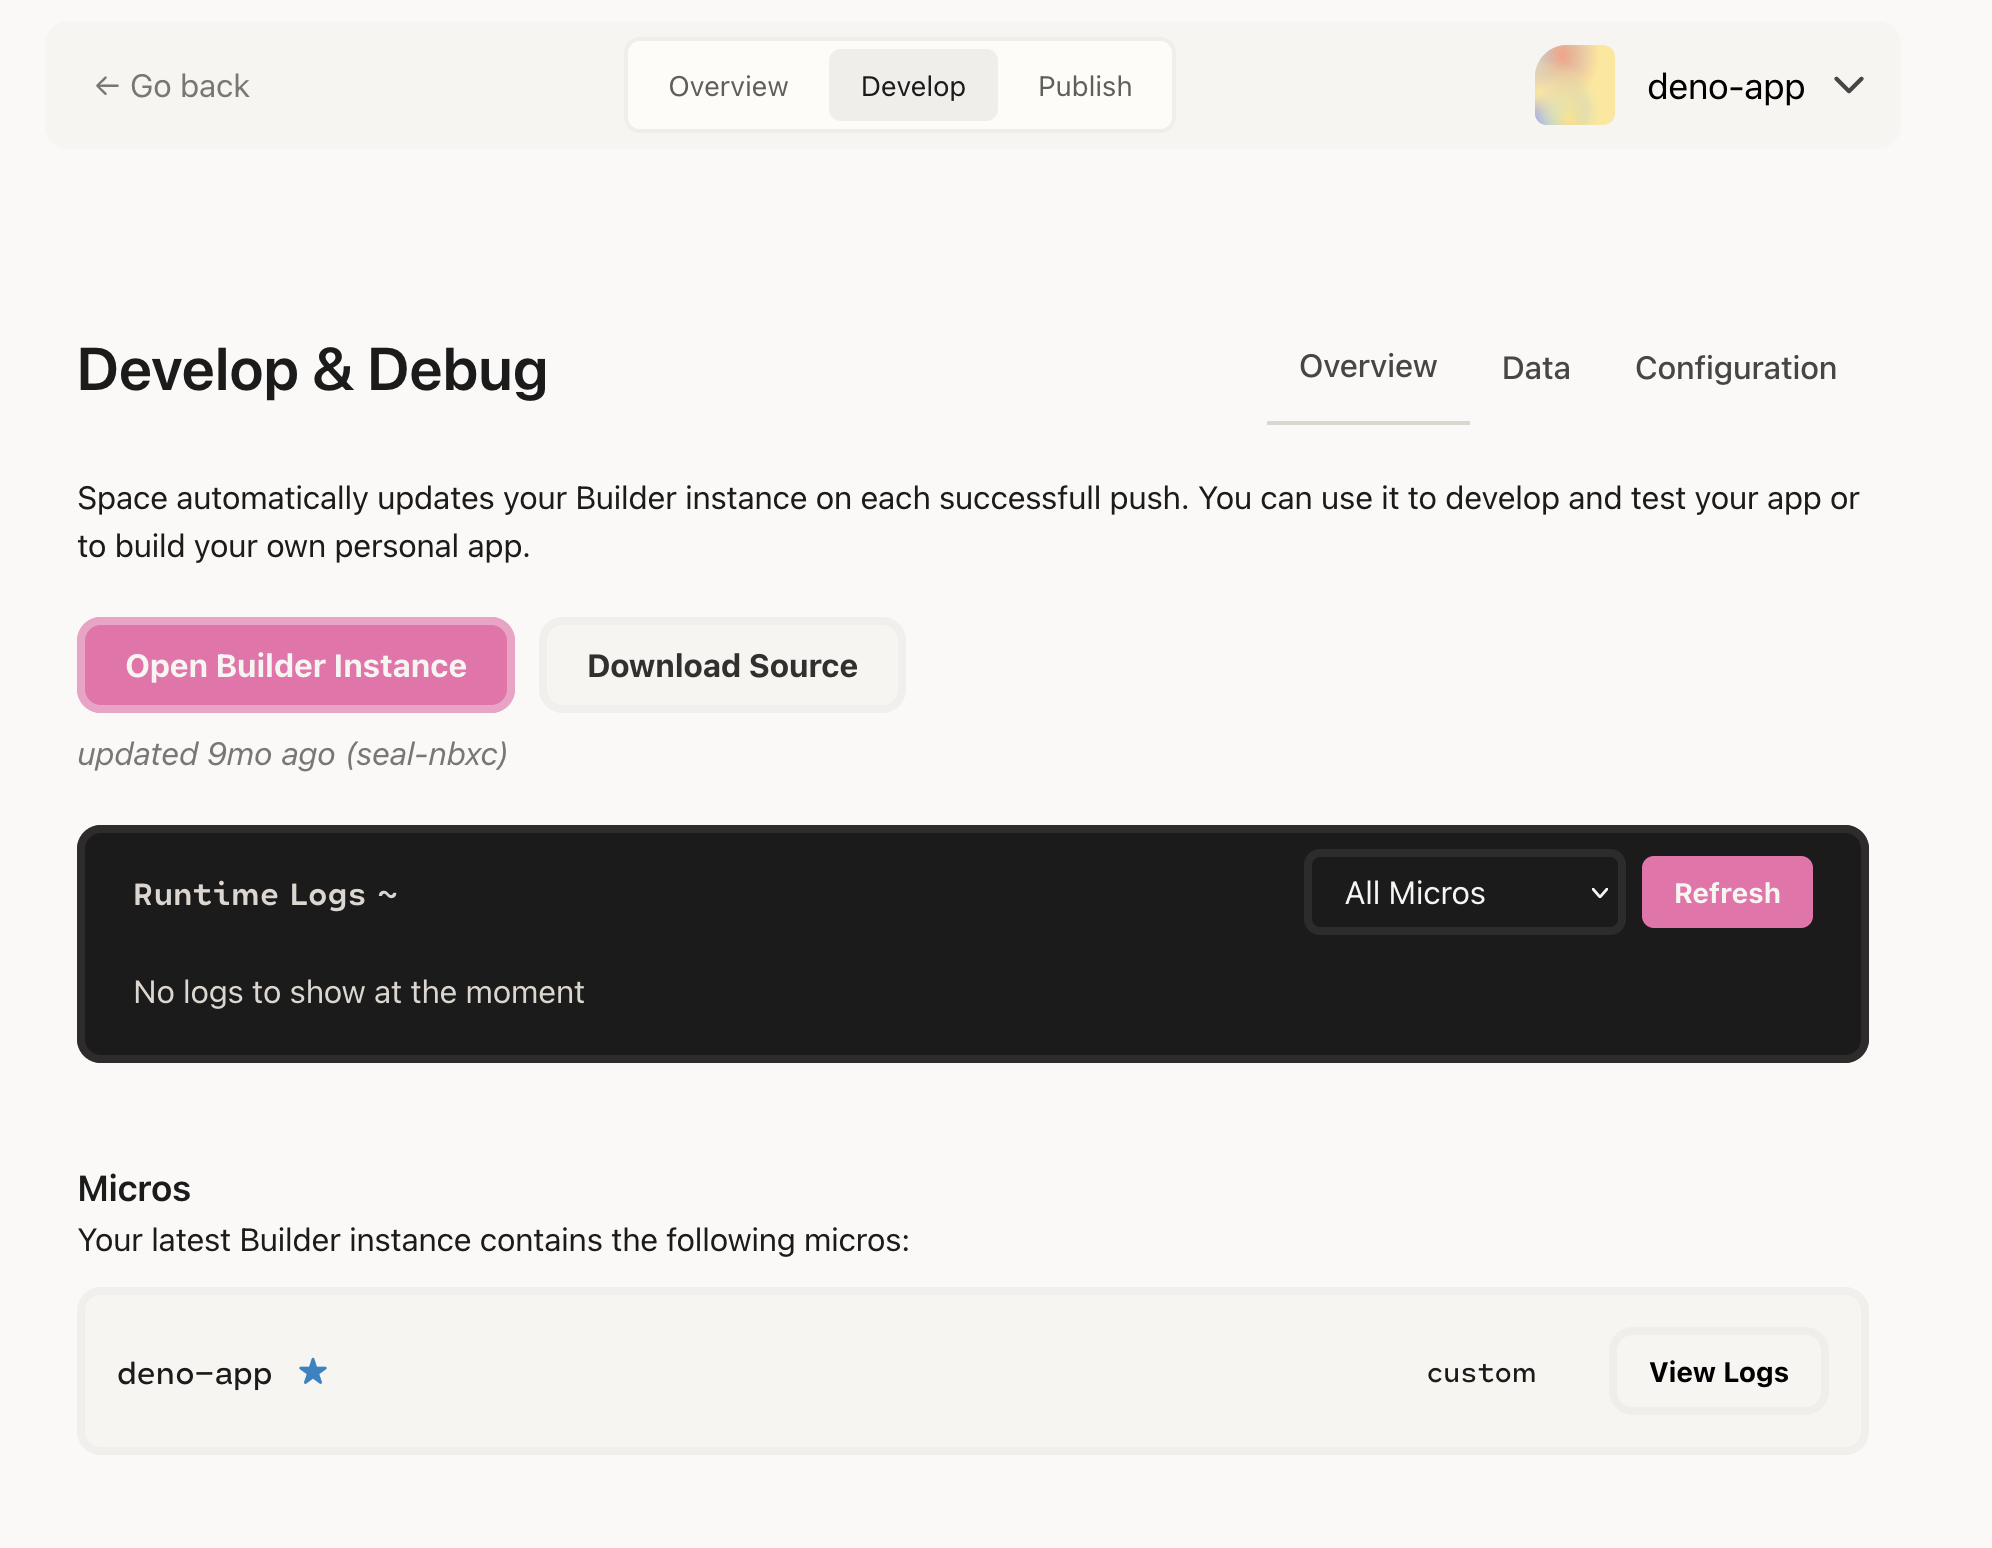 ← Go back
Overview
Develop
Publish
deno-app
Develop & Debug
Overview
Data
Configuration
Space automatically updates your Builder instance on each successfull push. You can use it to develop and test your app or
to build your own personal app.
Open Builder Instance
Download Source
updated 9mo ago (seal-nbxc)
Runtime Logs ~
All Micros
Refresh
No logs to show at the moment
Micros
Your latest Builder instance contains the following micros:
deno-app
custom
View Logs